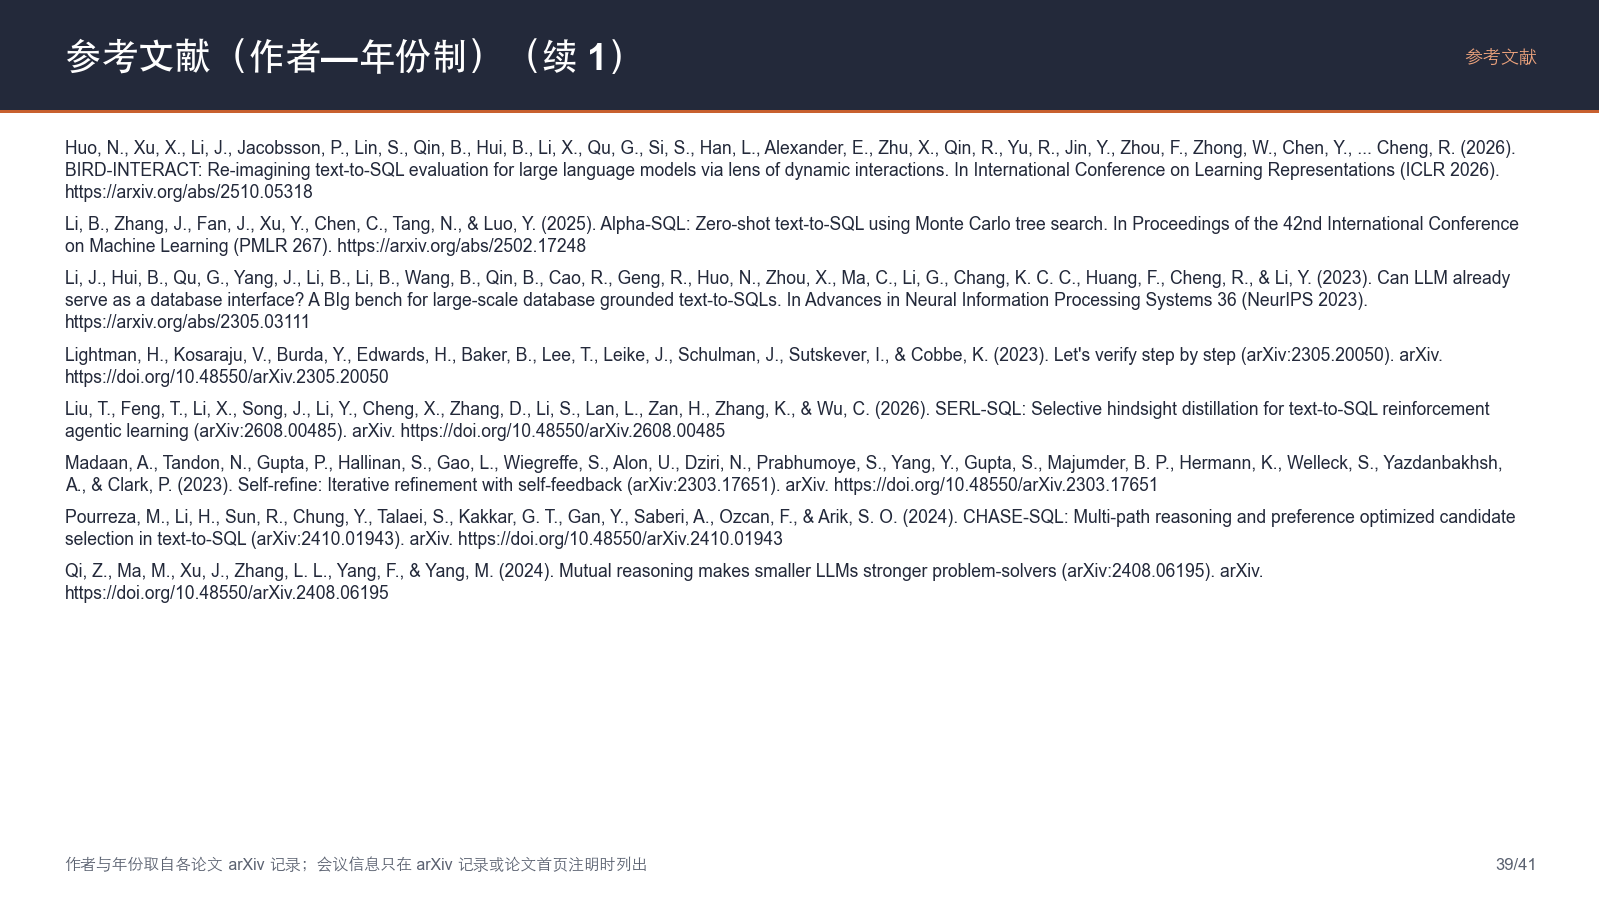 参考文献（作者—年份制）（续 1）
参考文献
Huo, N., Xu, X., Li, J., Jacobsson, P., Lin, S., Qin, B., Hui, B., Li, X., Qu, G., Si, S., Han, L., Alexander, E., Zhu, X., Qin, R., Yu, R., Jin, Y., Zhou, F., Zhong, W., Chen, Y., ... Cheng, R. (2026).
BIRD-INTERACT: Re-imagining text-to-SQL evaluation for large language models via lens of dynamic interactions. In International Conference on Learning Representations (ICLR 2026).
https://arxiv.org/abs/2510.05318
Li, B., Zhang, J., Fan, J., Xu, Y., Chen, C., Tang, N., & Luo, Y. (2025). Alpha-SQL: Zero-shot text-to-SQL using Monte Carlo tree search. In Proceedings of the 42nd International Conference
on Machine Learning (PMLR 267). https://arxiv.org/abs/2502.17248
Li, J., Hui, B., Qu, G., Yang, J., Li, B., Li, B., Wang, B., Qin, B., Cao, R., Geng, R., Huo, N., Zhou, X., Ma, C., Li, G., Chang, K. C. C., Huang, F., Cheng, R., & Li, Y. (2023). Can LLM already
serve as a database interface? A BIg bench for large-scale database grounded text-to-SQLs. In Advances in Neural Information Processing Systems 36 (NeurIPS 2023).
https://arxiv.org/abs/2305.03111
Lightman, H., Kosaraju, V., Burda, Y., Edwards, H., Baker, B., Lee, T., Leike, J., Schulman, J., Sutskever, I., & Cobbe, K. (2023). Let's verify step by step (arXiv:2305.20050). arXiv.
https://doi.org/10.48550/arXiv.2305.20050
Liu, T., Feng, T., Li, X., Song, J., Li, Y., Cheng, X., Zhang, D., Li, S., Lan, L., Zan, H., Zhang, K., & Wu, C. (2026). SERL-SQL: Selective hindsight distillation for text-to-SQL reinforcement
agentic learning (arXiv:2608.00485). arXiv. https://doi.org/10.48550/arXiv.2608.00485
Madaan, A., Tandon, N., Gupta, P., Hallinan, S., Gao, L., Wiegreffe, S., Alon, U., Dziri, N., Prabhumoye, S., Yang, Y., Gupta, S., Majumder, B. P., Hermann, K., Welleck, S., Yazdanbakhsh,
A., & Clark, P. (2023). Self-refine: Iterative refinement with self-feedback (arXiv:2303.17651). arXiv. https://doi.org/10.48550/arXiv.2303.17651
Pourreza, M., Li, H., Sun, R., Chung, Y., Talaei, S., Kakkar, G. T., Gan, Y., Saberi, A., Ozcan, F., & Arik, S. O. (2024). CHASE-SQL: Multi-path reasoning and preference optimized candidate
selection in text-to-SQL (arXiv:2410.01943). arXiv. https://doi.org/10.48550/arXiv.2410.01943
Qi, Z., Ma, M., Xu, J., Zhang, L. L., Yang, F., & Yang, M. (2024). Mutual reasoning makes smaller LLMs stronger problem-solvers (arXiv:2408.06195). arXiv.
https://doi.org/10.48550/arXiv.2408.06195
作者与年份取自各论文 arXiv 记录；会议信息只在 arXiv 记录或论文首页注明时列出
39/41